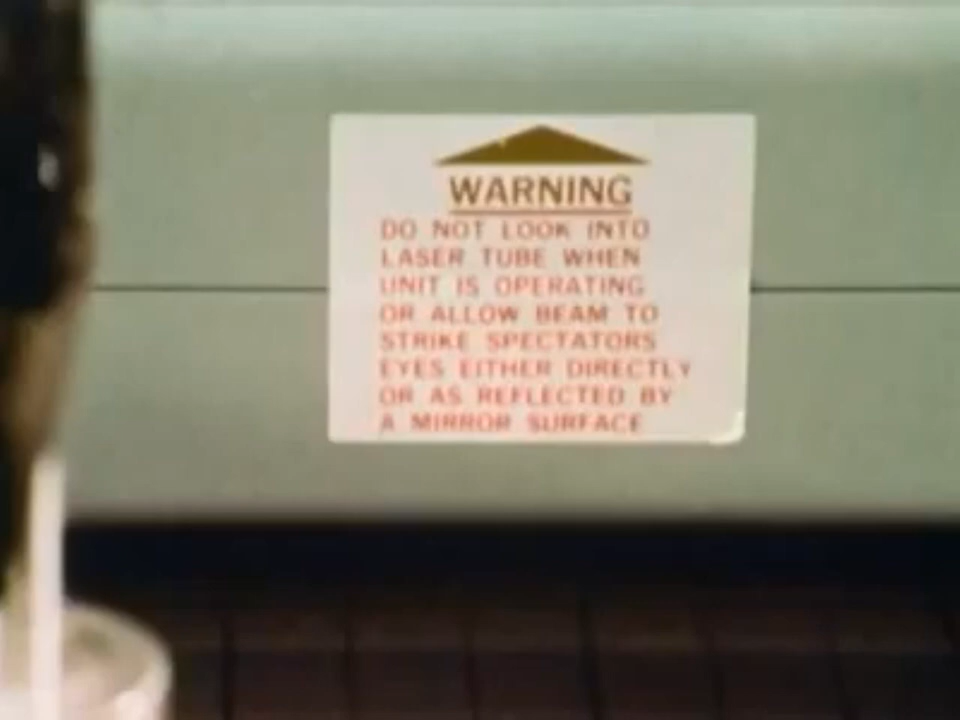 WARNING
DO NOT LOOK INTO
LASER TUBE WHEN
UNIT IS OPERATING
OR ALLOW BEAM TO
STRIKE SPECTATORS
EYES EITHER DIRECTLY
OR AS REFLECTED BY
A MIRROR SURFACE